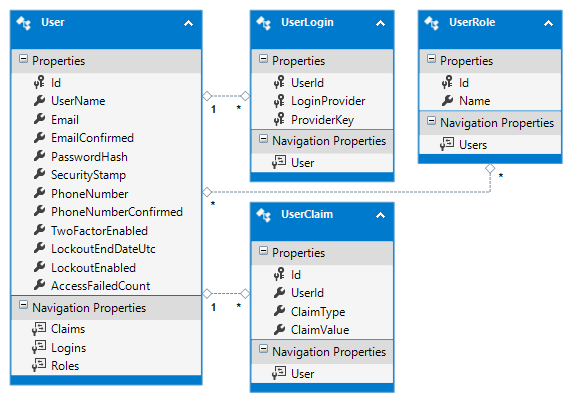 User
Properties
Id
UserName
Email
EmailConfirmed
PasswordHash
SecurityStamp
PhoneNumber
PhoneNumberConfirmed
TwoFactorEnabled
LockoutEndDateUtc
LockoutEnabled
AccessFailedCount
Navigation Properties
Claims
Logins
Roles
1 *
UserLogin
Properties
UserId
LoginProvider
ProviderKey
Navigation Properties
User
UserRole
Properties
Id
Name
Navigation Properties
Users
*
*
1 *
UserClaim
Properties
Id
UserId
ClaimType
ClaimValue
Navigation Properties
User